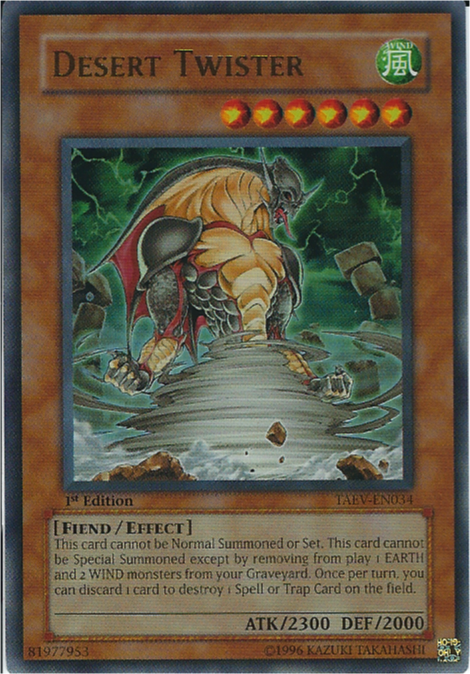 DESERT TWISTER
WIND
風
1st Edition
TAEV-EN034
[FIEND / EFFECT]
This card cannot be Normal Summoned or Set. This card cannot
be Special Summoned except by removing from play 1 EARTH
and 2 WIND monsters from your Graveyard. Once per turn, you
can discard 1 card to destroy 1 Spell or Trap Card on the field.
ATK/2300 DEF/2000
81977953
©1996 KAZUKI TAKAHASHI